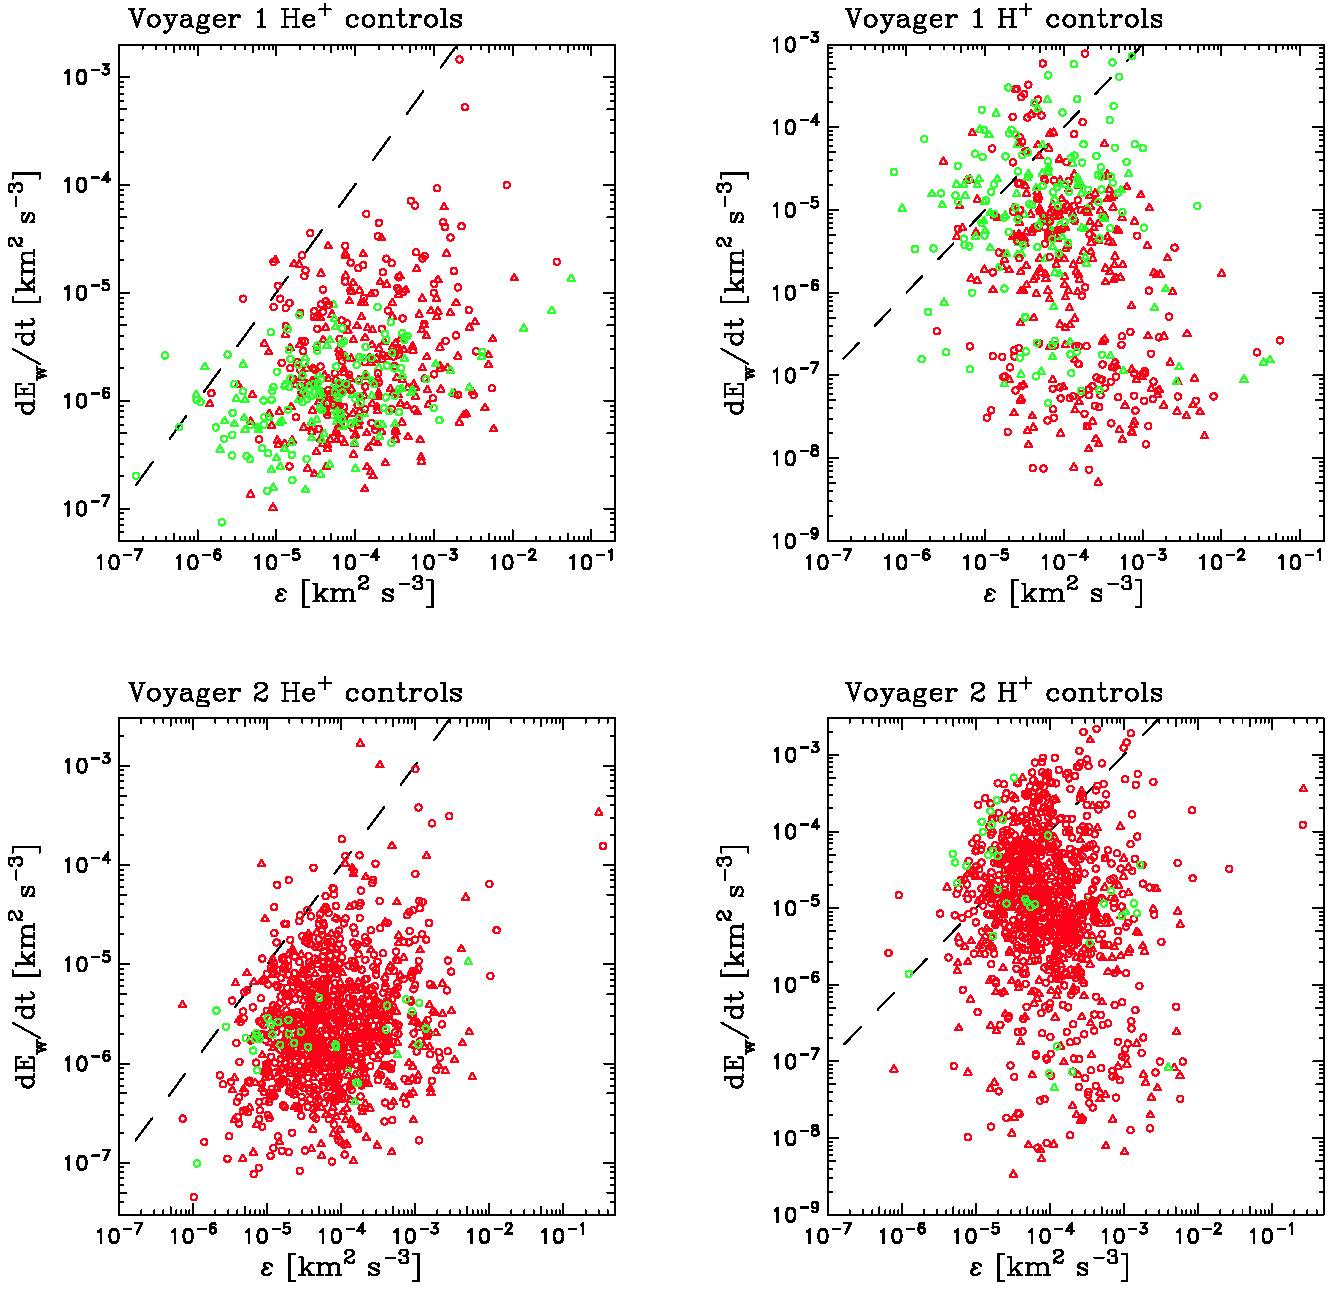 Voyager 1 He⁺ controls
10⁻³
10⁻⁴
10⁻⁵
10⁻⁶
10⁻⁷
dE_w/dt [km² s⁻³]
10⁻⁷ 10⁻⁶ 10⁻⁵ 10⁻⁴ 10⁻³ 10⁻² 10⁻¹
ε [km² s⁻³]
Voyager 1 H⁺ controls
10⁻³
10⁻⁴
10⁻⁵
10⁻⁶
10⁻⁷
10⁻⁸
10⁻⁹
dE_w/dt [km² s⁻³]
10⁻⁷ 10⁻⁶ 10⁻⁵ 10⁻⁴ 10⁻³ 10⁻² 10⁻¹
ε [km² s⁻³]
Voyager 2 He⁺ controls
10⁻³
10⁻⁴
10⁻⁵
10⁻⁶
10⁻⁷
dE_w/dt [km² s⁻³]
10⁻⁷ 10⁻⁶ 10⁻⁵ 10⁻⁴ 10⁻³ 10⁻² 10⁻¹
ε [km² s⁻³]
Voyager 2 H⁺ controls
10⁻³
10⁻⁴
10⁻⁵
10⁻⁶
10⁻⁷
10⁻⁸
10⁻⁹
dE_w/dt [km² s⁻³]
10⁻⁷ 10⁻⁶ 10⁻⁵ 10⁻⁴ 10⁻³ 10⁻² 10⁻¹
ε [km² s⁻³]